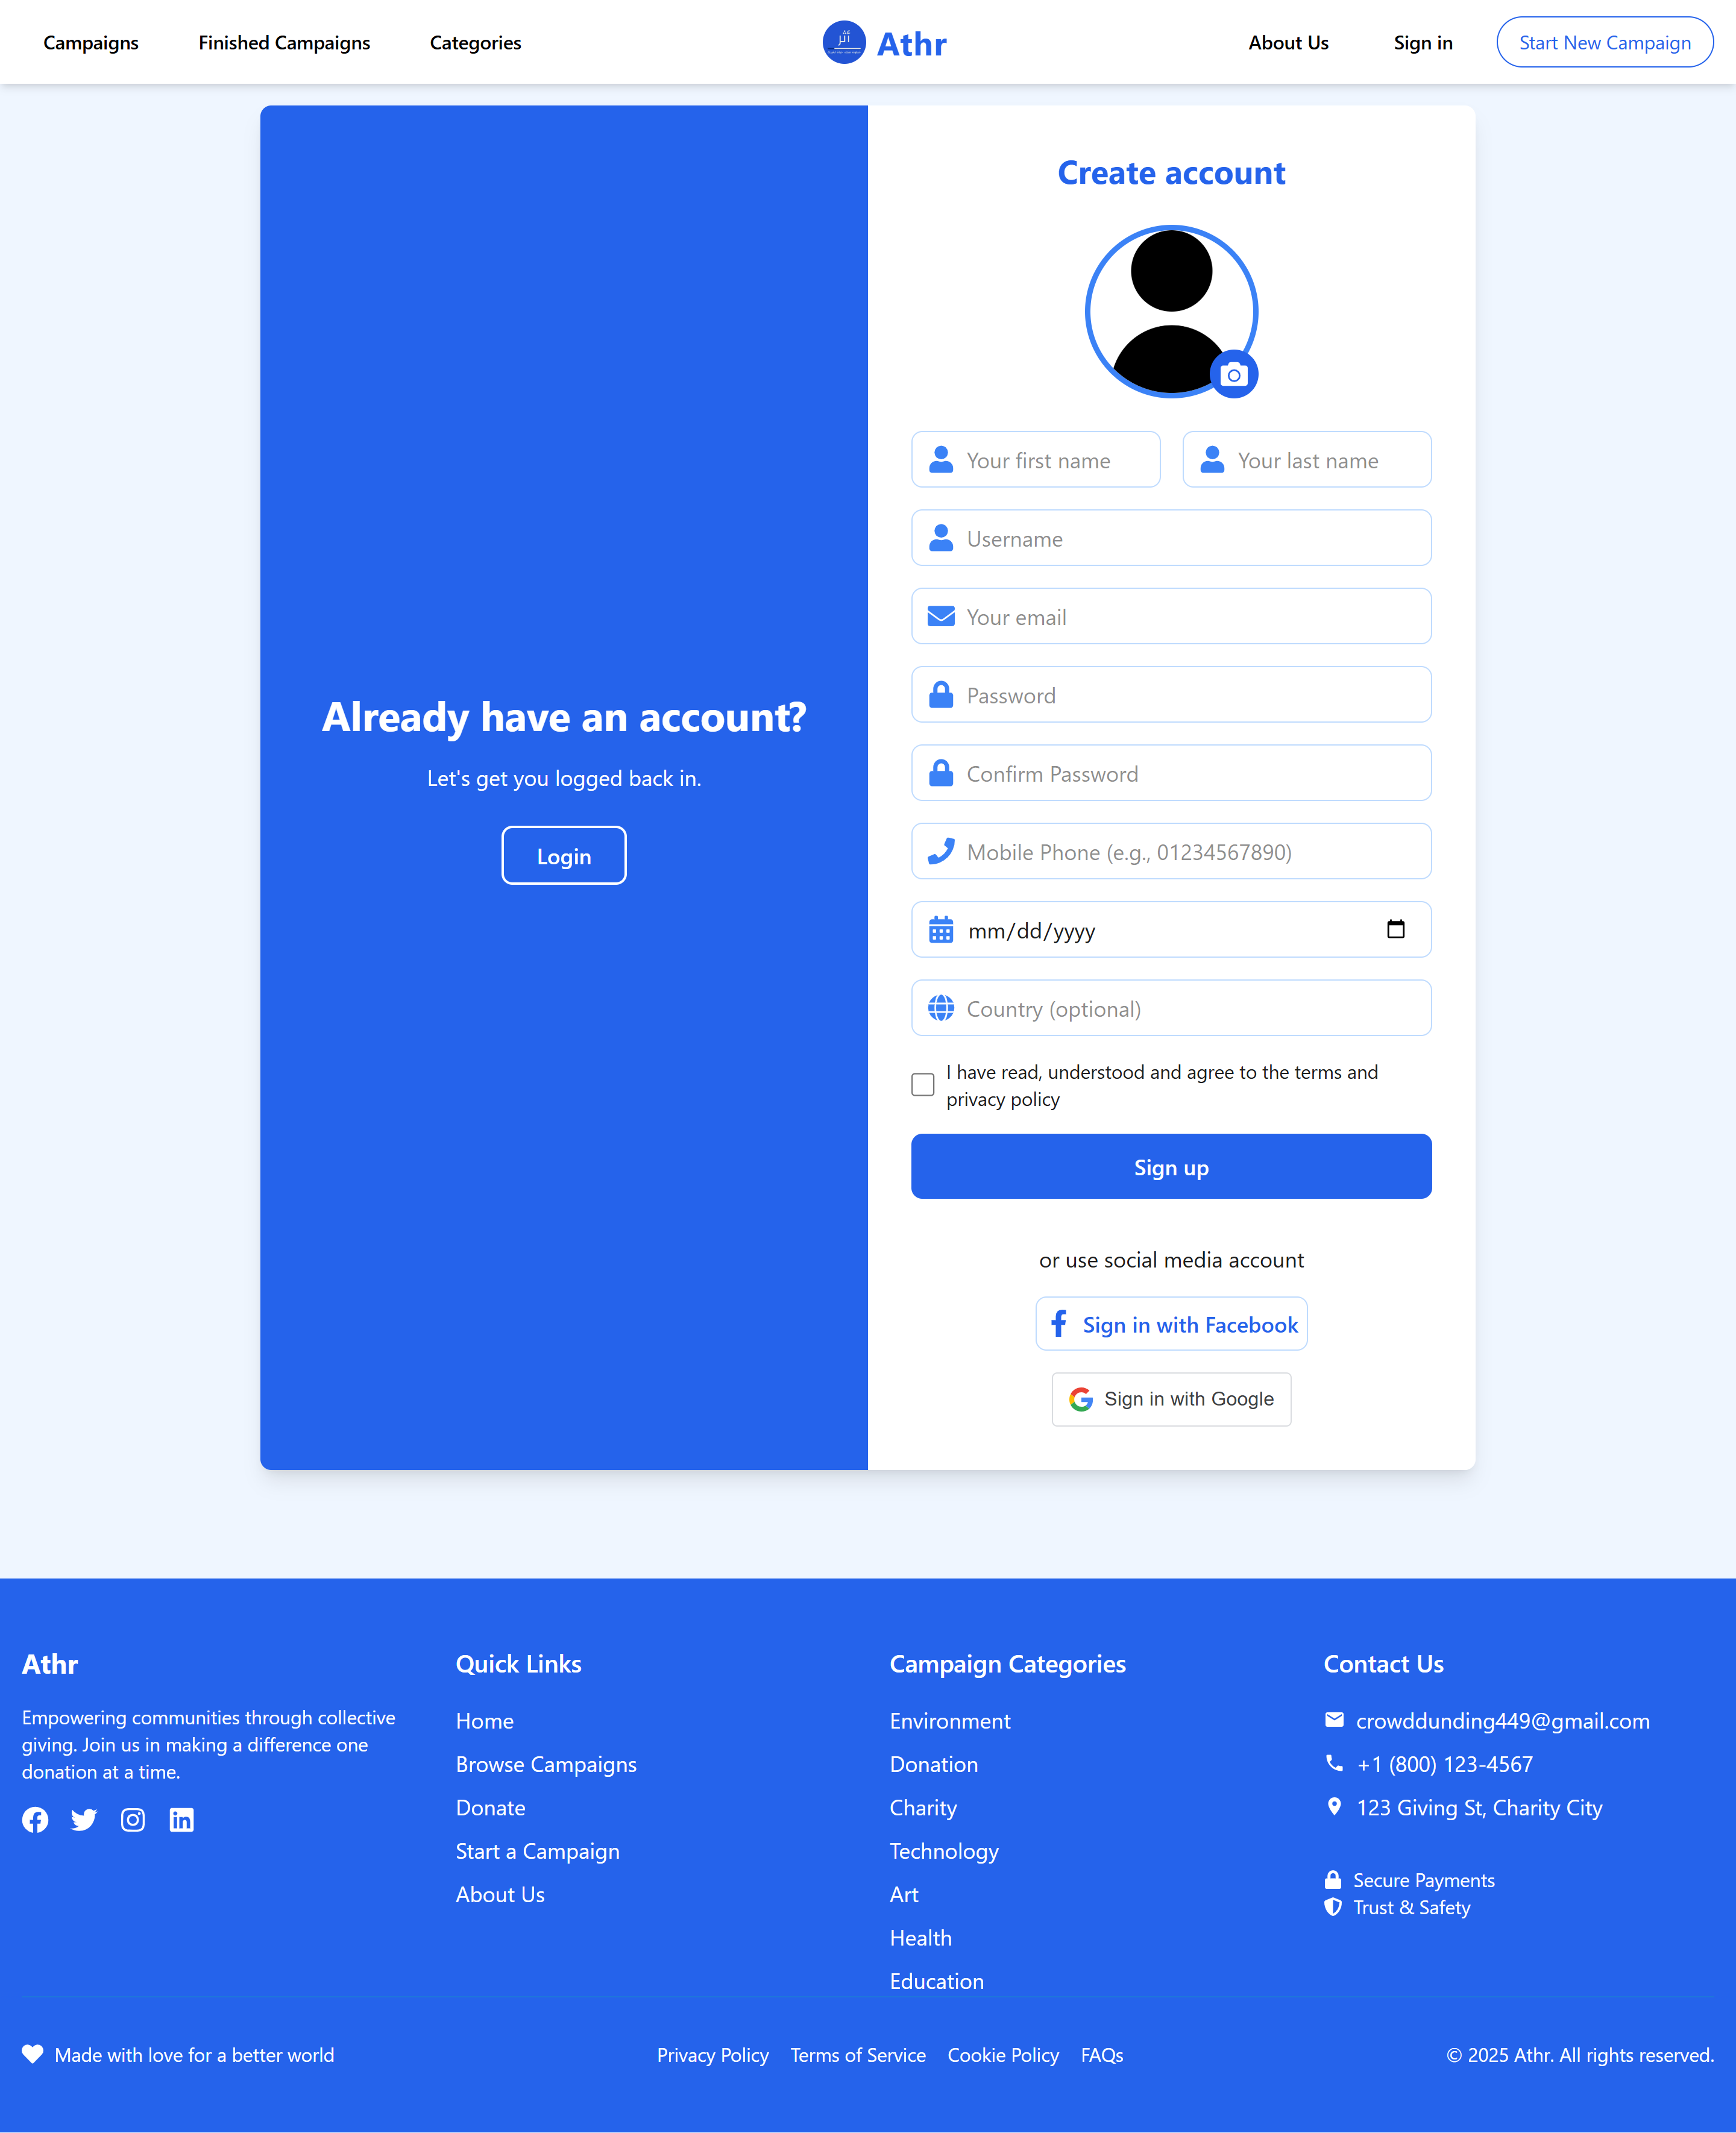 Campaigns
Finished Campaigns
Categories
أثر
Athr
About Us
Sign in
Start New Campaign
Already have an account?
Let's get you logged back in.
Login
Create account
Your first name
Your last name
Username
Your email
Password
Confirm Password
Mobile Phone (e.g., 01234567890)
mm/dd/yyyy
Country (optional)
I have read, understood and agree to the terms and
privacy policy
Sign up
or use social media account
Sign in with Facebook
Sign in with Google
Athr
Empowering communities through collective
giving. Join us in making a difference one
donation at a time.
Quick Links
Home
Browse Campaigns
Donate
Start a Campaign
About Us
Campaign Categories
Environment
Donation
Charity
Technology
Art
Health
Education
Contact Us
crowddunding449@gmail.com
+1 (800) 123-4567
123 Giving St, Charity City
Secure Payments
Trust & Safety
Made with love for a better world
Privacy Policy
Terms of Service
Cookie Policy
FAQs
© 2025 Athr. All rights reserved.